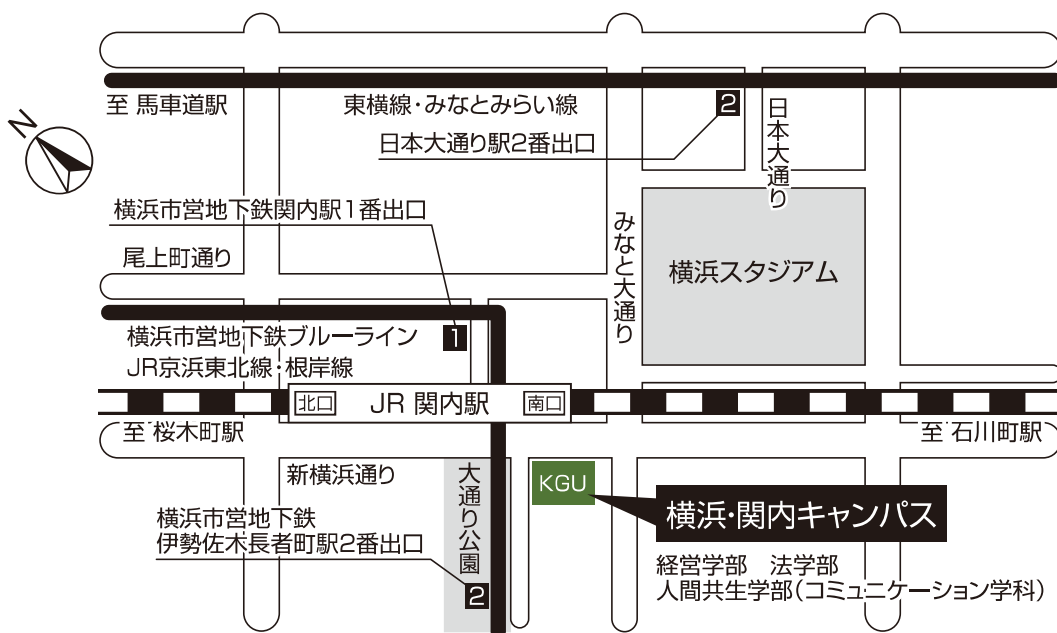 N
至 馬車道駅
東横線・みなとみらい線
2
日本大通り駅2番出口
日本大通り
横浜市営地下鉄関内駅1番出口
尾上町通り
みなと大通り
横浜スタジアム
横浜市営地下鉄ブルーライン
1
JR京浜東北線・根岸線
北口
JR 関内駅
南口
至 桜木町駅
至 石川町駅
新横浜通り
大通り公園
KGU
横浜・関内キャンパス
横浜市営地下鉄
伊勢佐木長者町駅2番出口
2
経営学部　法学部
人間共生学部(コミュニケーション学科)